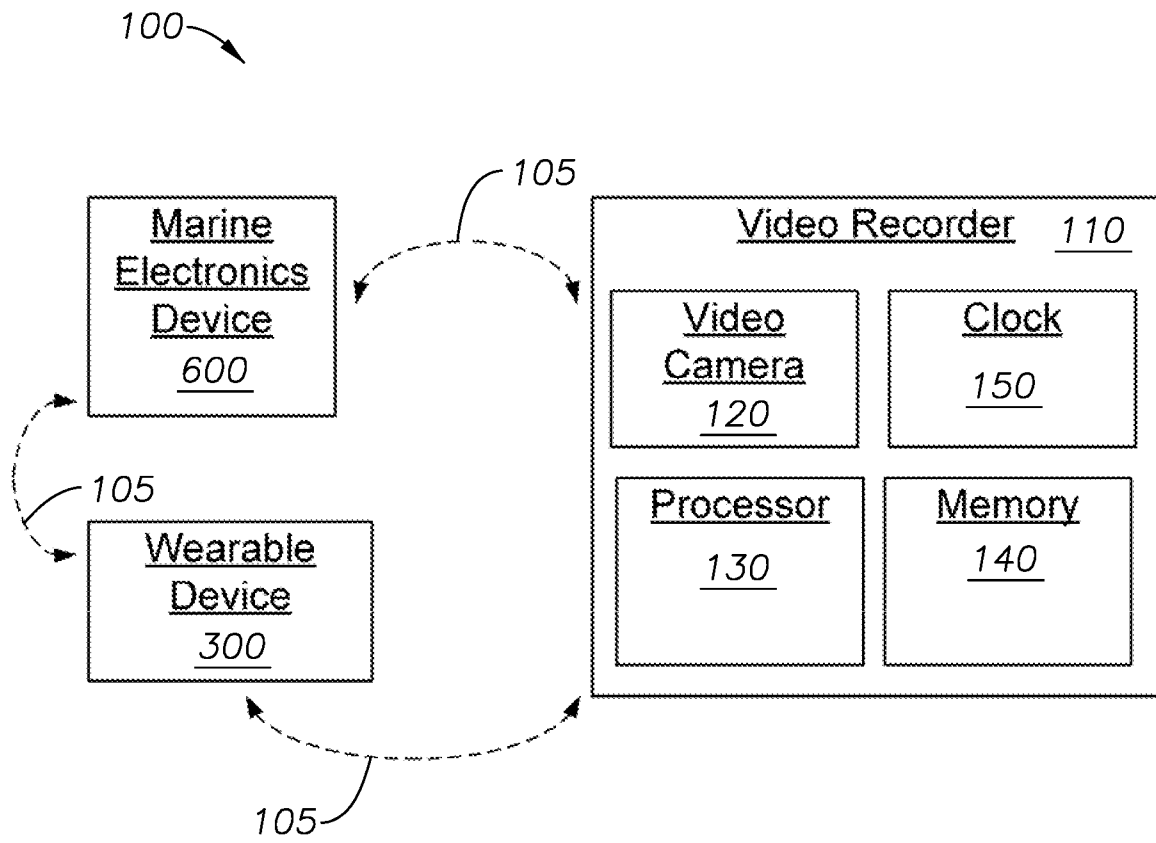 100
105
Marine
Electronics
Device
600
Video Recorder 110
Video
Camera
120
Clock
150
105
Wearable
Device
300
Processor
130
Memory
140
105